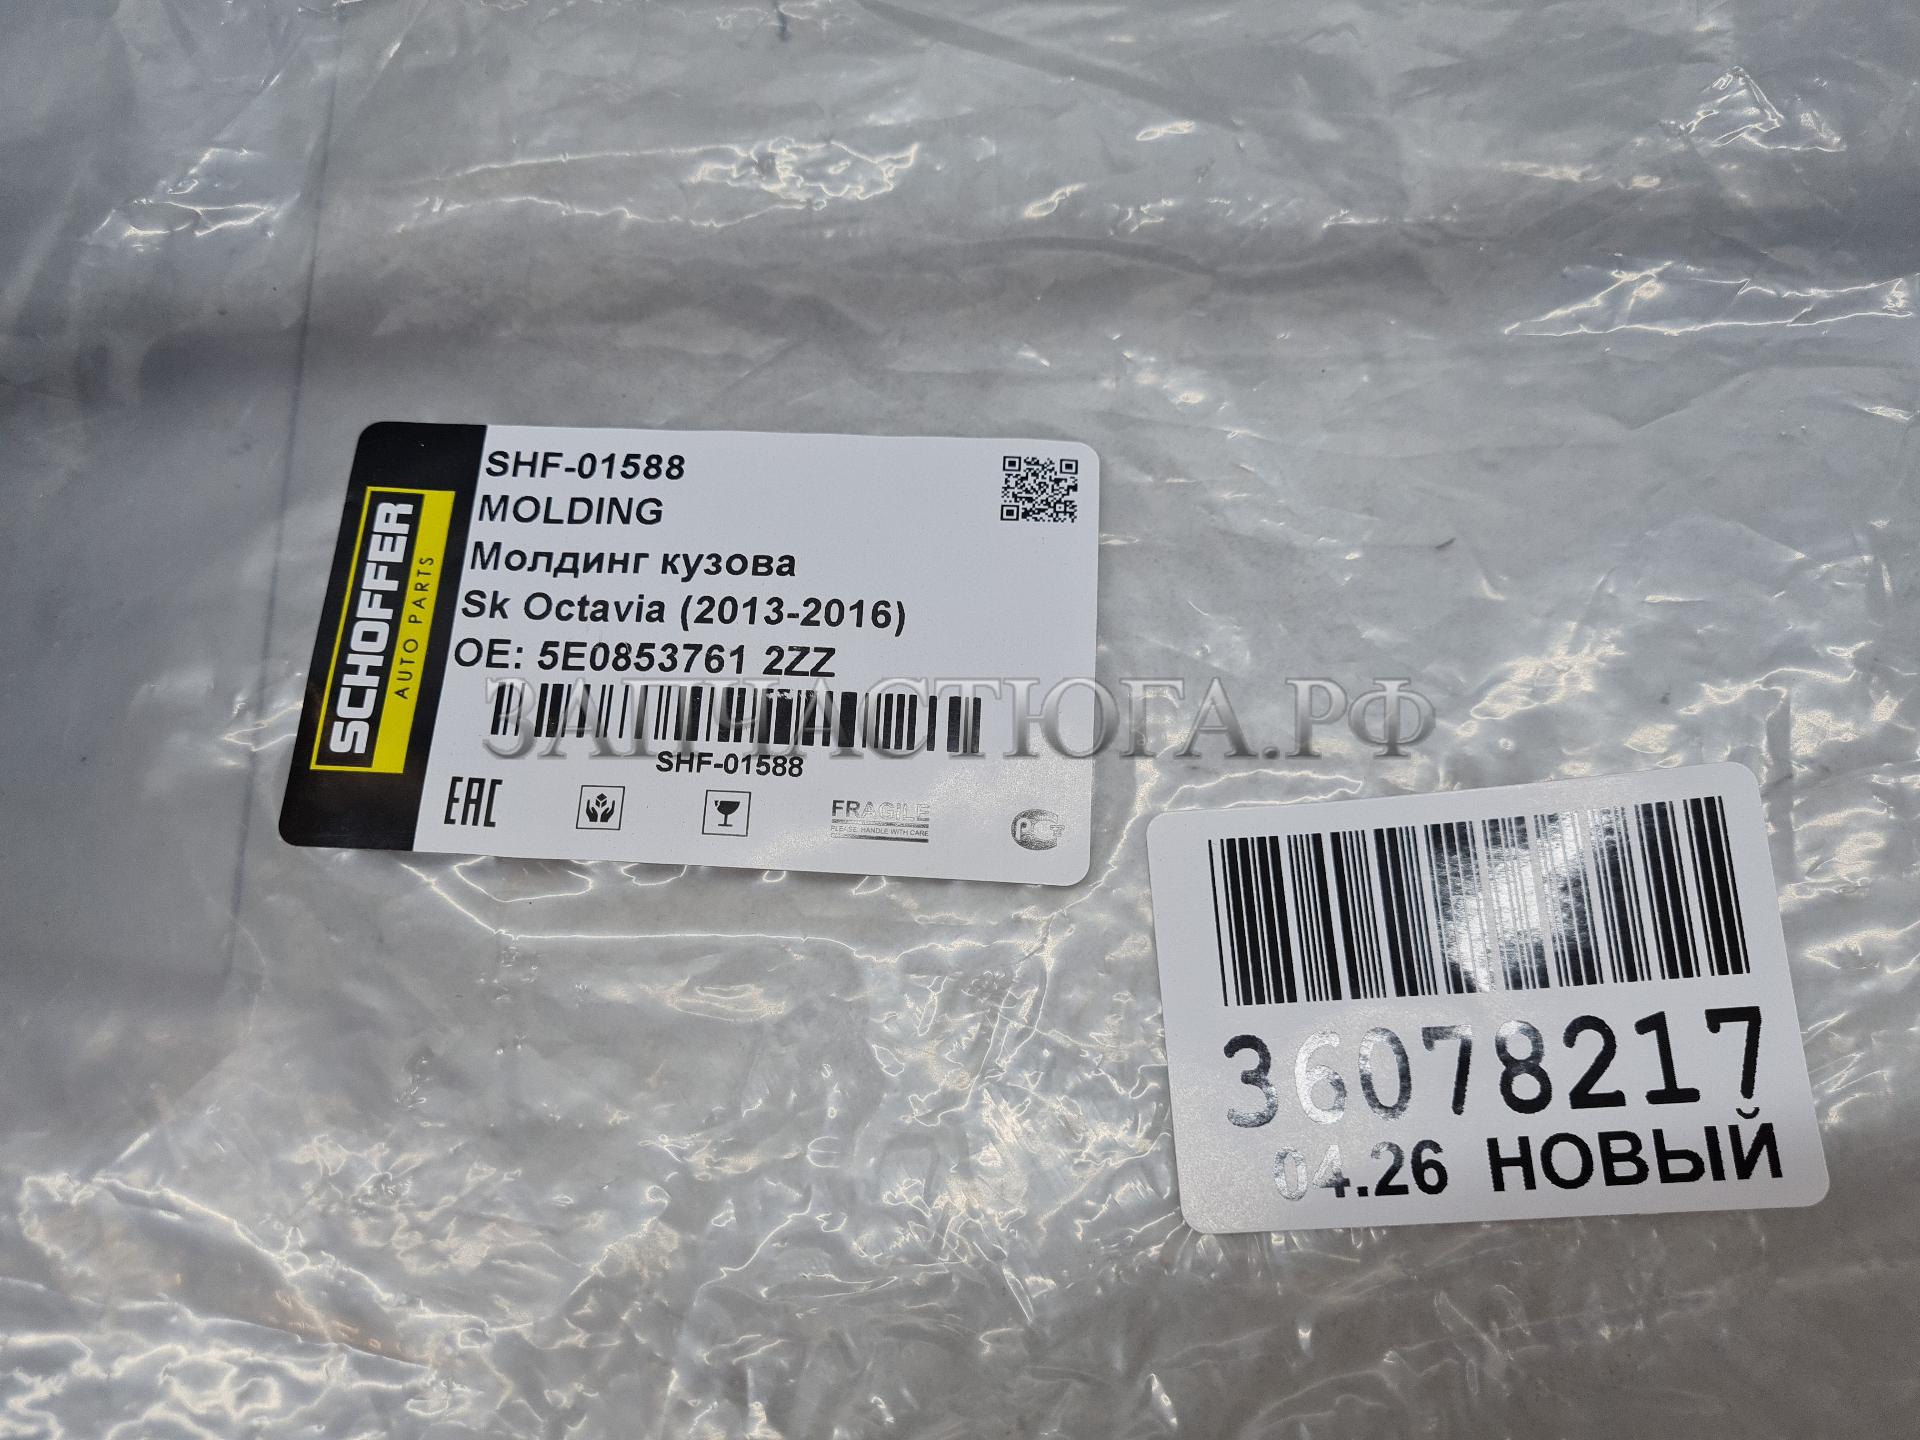 SCHOFFER
AUTO PARTS
SHF-01588
MOLDING
Молдинг кузова
Sk Octavia (2013-2016)
OE: 5E0853761 2ZZ
ЗАПЧАСТЮГА.РФ
SHF-01588
EAC
FRAGILE
PLEASE HANDLE WITH CARE
РСТ
36078217
04.26 НОВЫЙ